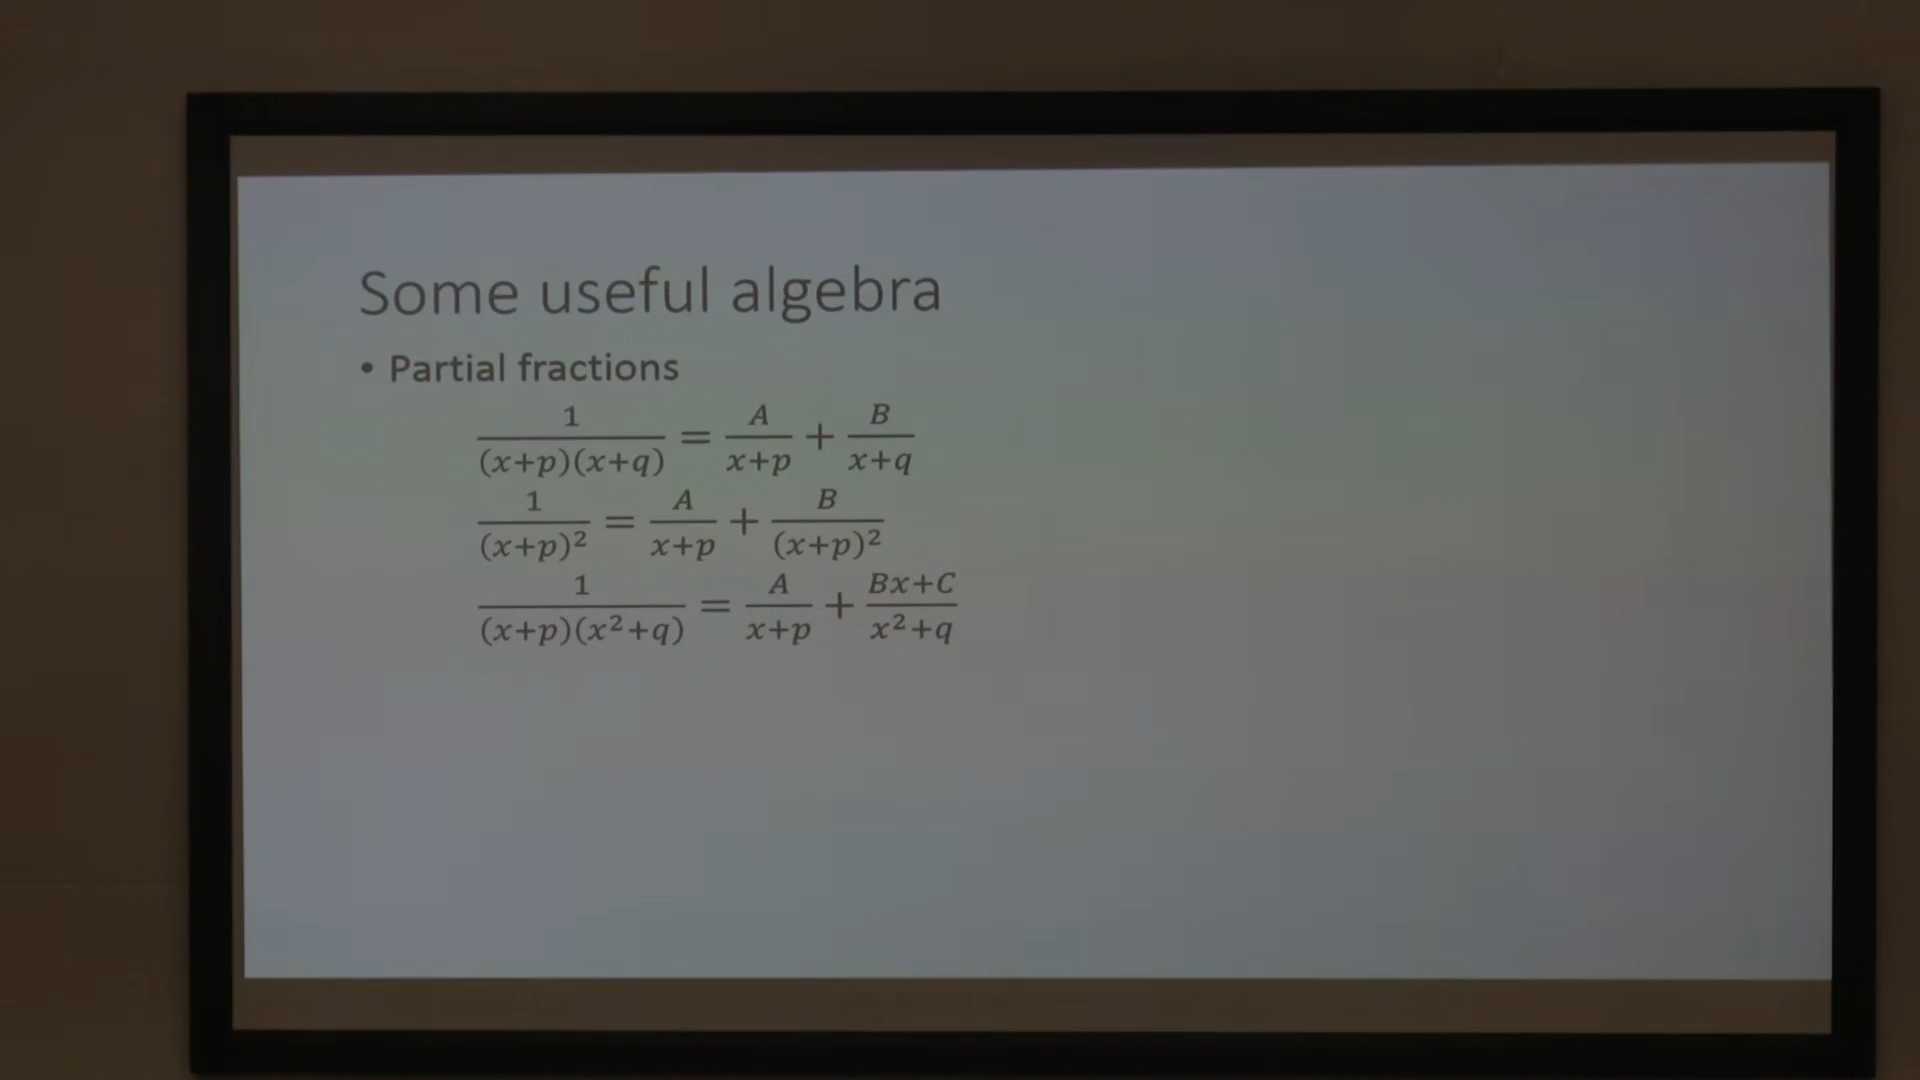 Some useful algebra
• Partial fractions
1/((x+p)(x+q)) = A/(x+p) + B/(x+q)
1/(x+p)² = A/(x+p) + B/(x+p)²
1/((x+p)(x²+q)) = A/(x+p) + (Bx+C)/(x²+q)